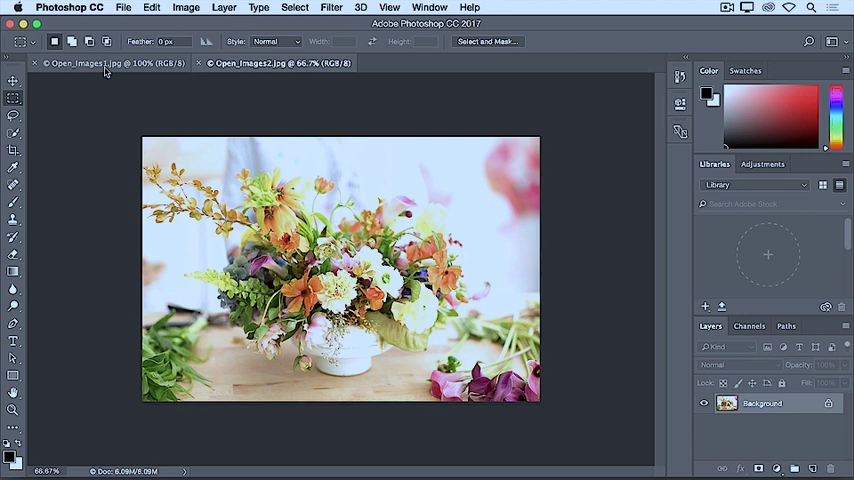 Photoshop CC File Edit Image Layer Type Select Filter 3D View Window Help
Adobe Photoshop CC 2017
Feather: 0 px Style: Normal Width: Height: Select and Mask...
× © Open_Images1.jpg @ 100% (RGB/8) × © Open_Images2.jpg @ 66.7% (RGB/8)
Color Swatches
Libraries Adjustments
Library
Search Adobe Stock
Layers Channels Paths
Kind
Normal Opacity: 100%
Lock: Fill: 100%
Background
66.67% Doc: 6.09M/6.09M